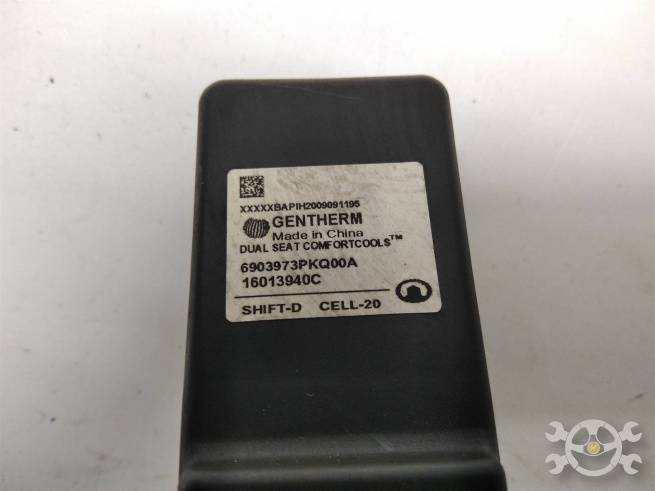 XXXXXBAPIH2009091195
GENTHERM
Made in China
DUAL SEAT COMFORTCOOLS™
6903973PKQ00A
16013940C
SHIFT-D CELL-20